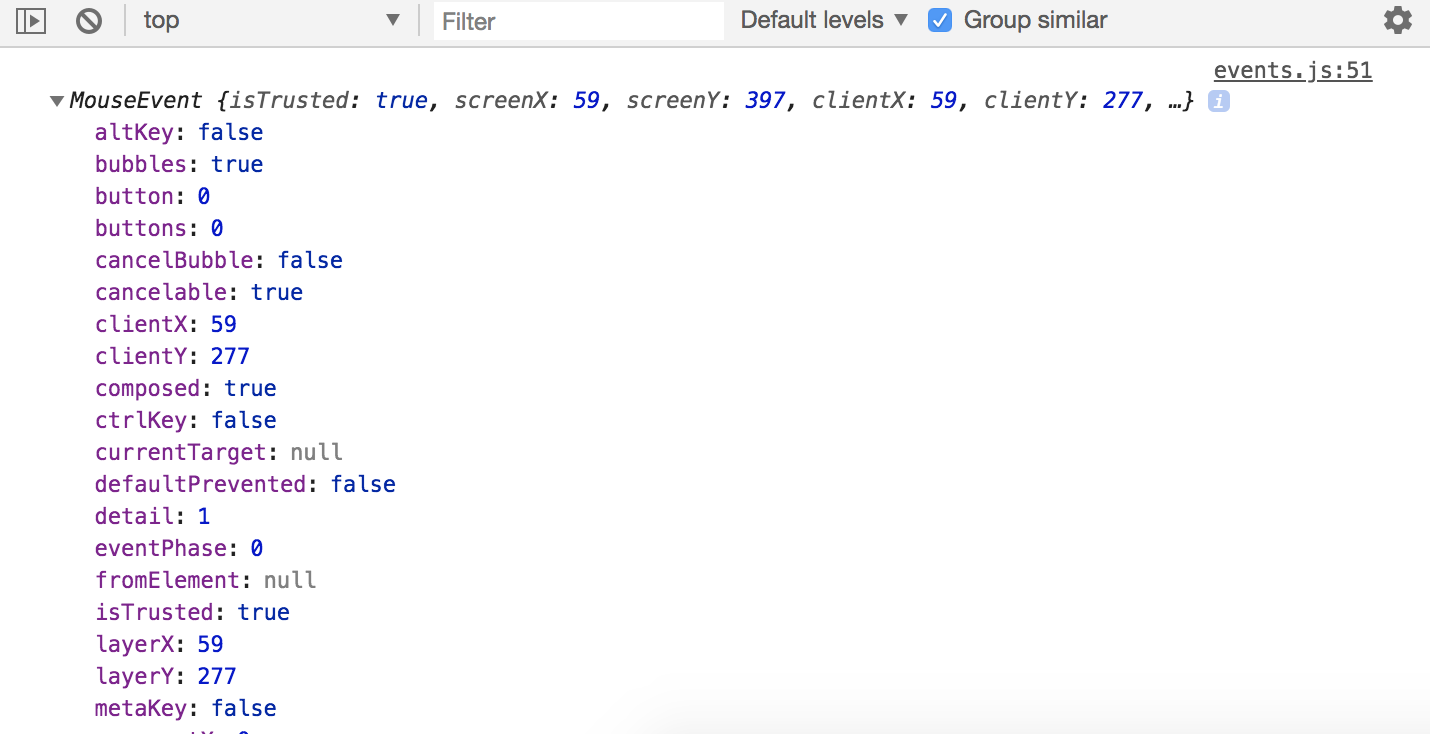 top ▼ Filter Default levels ▼ Group similar
events.js:51
▼MouseEvent {isTrusted: true, screenX: 59, screenY: 397, clientX: 59, clientY: 277, …} i
altKey: false
bubbles: true
button: 0
buttons: 0
cancelBubble: false
cancelable: true
clientX: 59
clientY: 277
composed: true
ctrlKey: false
currentTarget: null
defaultPrevented: false
detail: 1
eventPhase: 0
fromElement: null
isTrusted: true
layerX: 59
layerY: 277
metaKey: false